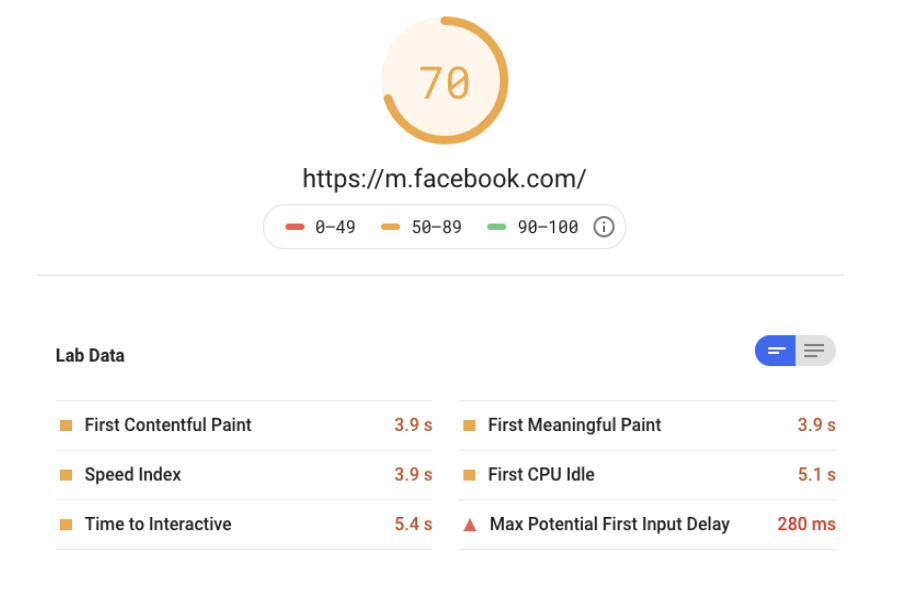 70
https://m.facebook.com/
0–49 50–89 90–100
Lab Data
First Contentful Paint 3.9 s
First Meaningful Paint 3.9 s
Speed Index 3.9 s
First CPU Idle 5.1 s
Time to Interactive 5.4 s
Max Potential First Input Delay 280 ms